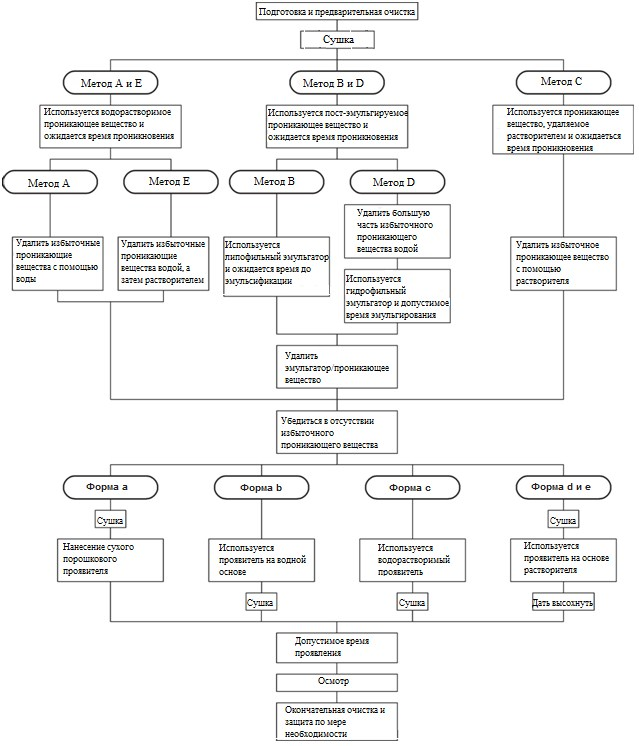 Подготовка и предварительная очистка
Сушка
Метод A и E
Метод B и D
Метод C
Используется водорастворимое
проникающее вещество и
ожидается время проникновения
Используется пост-эмульгируемое
проникающее вещество и
ожидается время проникновения
Используется проникающее
вещество, удаляемое
растворителем и ожидаеться
время проникновения
Метод A
Метод E
Метод B
Метод D
Удалить большую
часть избыточного
проникающего
вещества водой
Удалить избыточные
проникающие
вещества с помощью
воды
Удалить избыточные
проникающие
вещества водой, а
затем растворителем
Используется
липофильный эмульгатор
и ожидается время до
эмульсификации
Используется
гидрофильный
эмульгатор и допустимое
время эмульгирования
Удалить избыточное
проникающее вещество
с помощью
растворителя
Удалить
эмульгатор/проникающее
вещество
Убедиться в отсутствии
избыточного
проникающего вещества
Форма a
Форма b
Форма c
Форма d и e
Сушка
Сушка
Нанесение сухого
порошкового
проявителя
Используется
проявитель на водной
основе
Используется
водорастворимый
проявитель
Используется
проявитель на основе
растворителя
Сушка
Сушка
Дать высохнуть
Допустимое время
проявления
Осмотр
Окончательная очистка и
защита по мере
необходимости